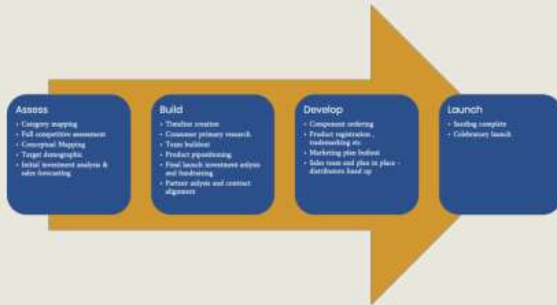 Assess
• Category mapping
• Full competitive assessment
• Conceptual Mapping
• Target demographic
• Initial investment analysis &
sales forecasting
Build
• Timeline creation
• Consumer primary research
• Team buildout
• Product pipositioning
• Final launch investment anlysis
and fundraising
• Partner anlysis and contract
alignment
Develop
• Component ordering
• Product registration ,
trademarking etc
• Marketing plan buildout
• Sales team and plan in place -
distributors lined up
Launch
• Seeding complete
• Celebratory launch